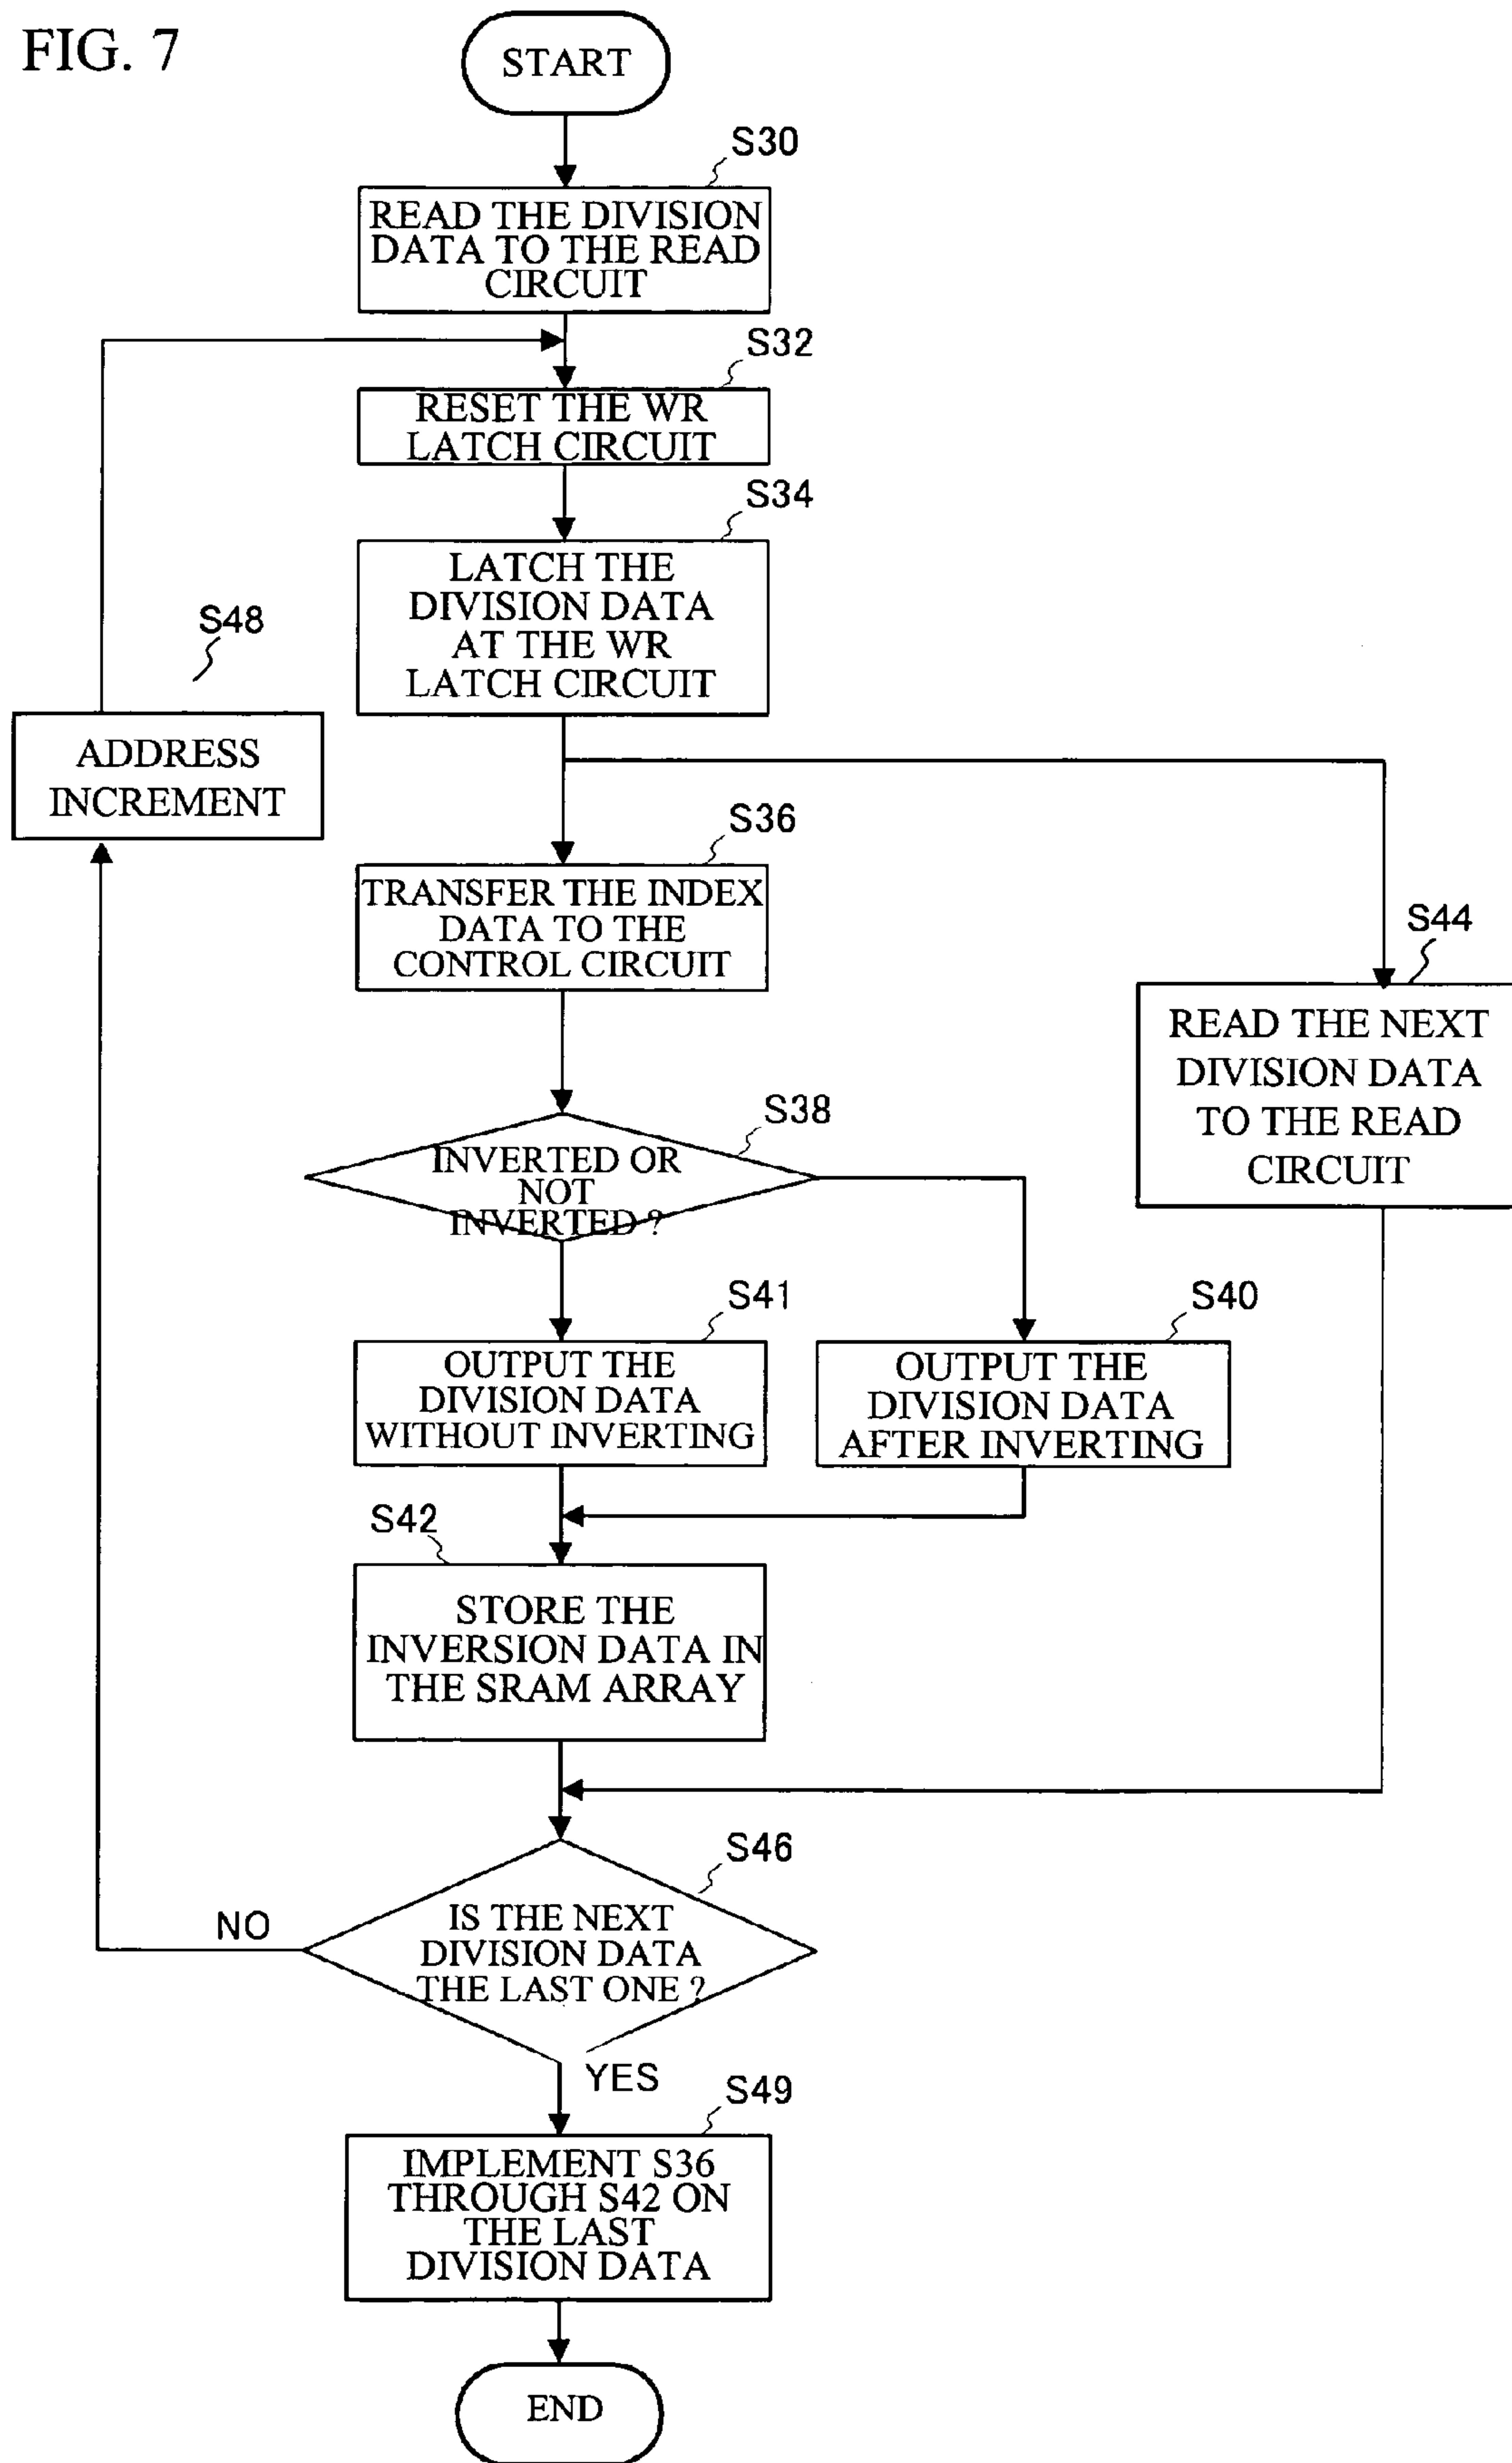 FIG. 7
START
S30
READ THE DIVISION
DATA TO THE READ
CIRCUIT
S32
RESET THE WR
LATCH CIRCUIT
S34
LATCH THE
DIVISION DATA
AT THE WR
LATCH CIRCUIT
S48
ADDRESS
INCREMENT
S36
TRANSFER THE INDEX
DATA TO THE
CONTROL CIRCUIT
S44
READ THE NEXT
DIVISION DATA
TO THE READ
CIRCUIT
S38
INVERTED OR
NOT
INVERTED ?
S41
OUTPUT THE
DIVISION DATA
WITHOUT INVERTING
S40
OUTPUT THE
DIVISION DATA
AFTER INVERTING
S42
STORE THE
INVERSION DATA IN
THE SRAM ARRAY
S46
IS THE NEXT
DIVISION DATA
THE LAST ONE ?
NO
YES
S49
IMPLEMENT S36
THROUGH S42 ON
THE LAST
DIVISION DATA
END